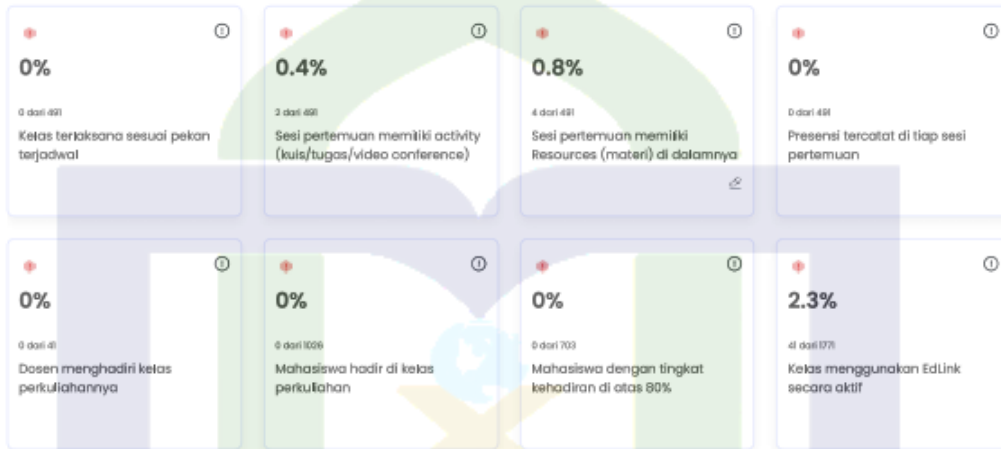 0%
0 dari 491
Kelas terlaksana sesuai pekan
terjadwal
0.4%
2 dari 491
Sesi pertemuan memiliki activity
(kuis/tugas/video conference)
0.8%
4 dari 491
Sesi pertemuan memiliki
Resources (materi) di dalamnya
0%
0 dari 491
Presensi tercatat di tiap sesi
pertemuan
0%
0 dari 41
Dosen menghadiri kelas
perkuliahannya
0%
0 dari 1026
Mahasiswa hadir di kelas
perkuliahan
0%
0 dari 703
Mahasiswa dengan tingkat
kehadiran di atas 80%
2.3%
41 dari 1771
Kelas menggunakan EdLink
secara aktif